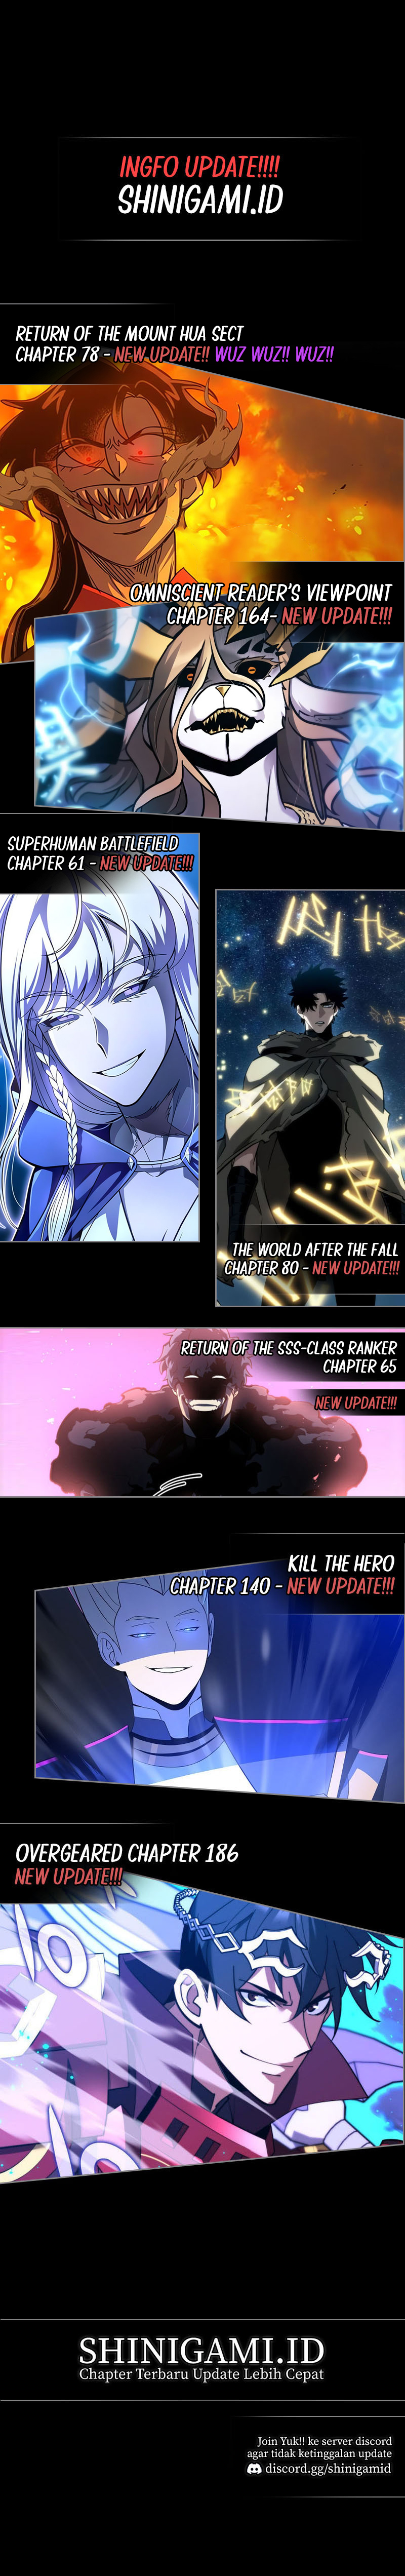 INGFO UPDATE!!!!
SHINIGAMI.ID
RETURN OF THE MOUNT HUA SECT
CHAPTER 78 - NEW UPDATE!! WUZ WUZ!! WUZ!!
OMNISCIENT READER'S VIEWPOINT
CHAPTER 164- NEW UPDATE!!!
SUPERHUMAN BATTLEFIELD
CHAPTER 61 - NEW UPDATE!!!
THE WORLD AFTER THE FALL
CHAPTER 80 - NEW UPDATE!!!
RETURN OF THE SSS-CLASS RANKER
CHAPTER 65
NEW UPDATE!!!
KILL THE HERO
CHAPTER 140 - NEW UPDATE!!!
OVERGEARED CHAPTER 186
NEW UPDATE!!!
SHINIGAMI.ID
Chapter Terbaru Update Lebih Cepat
Join Yuk!! ke server discord
agar tidak ketinggalan update
discord.gg/shinigamid